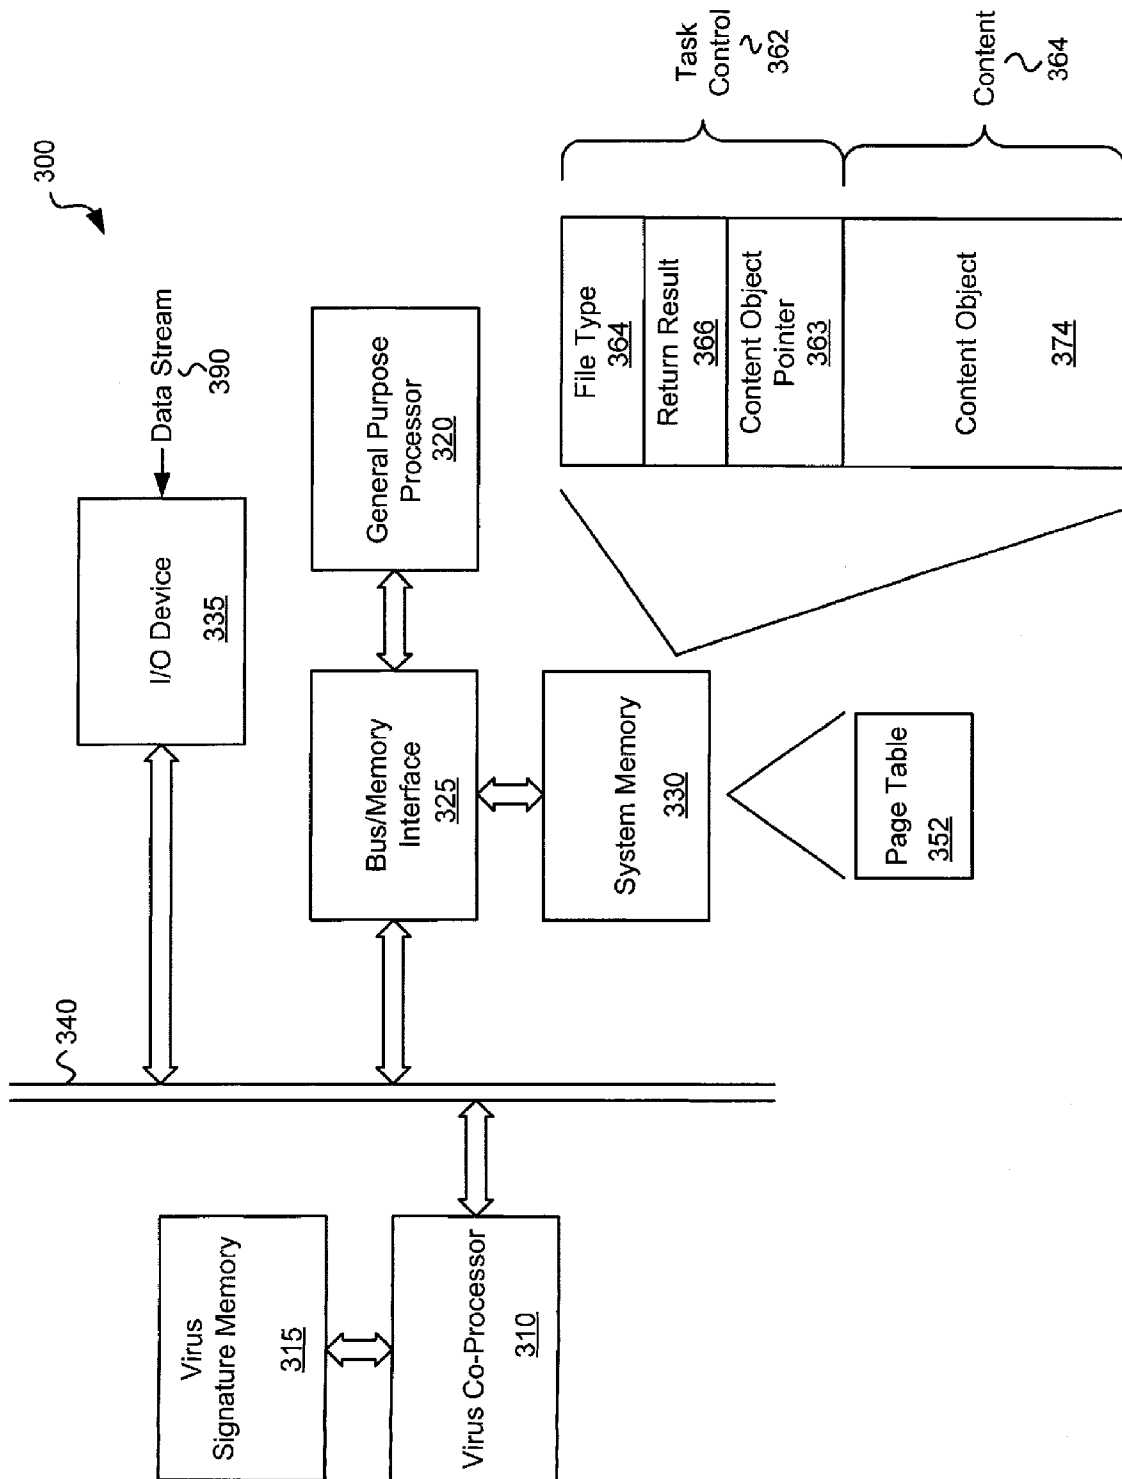 300
340
Data Stream
390
I/O Device
335
Virus
Signature Memory
315
Bus/Memory
Interface
325
General Purpose
Processor
320
Virus Co-Processor
310
System Memory
330
Page Table
352
File Type
364
Return Result
366
Content Object
Pointer
363
Content Object
374
Task
Control
362
Content
364